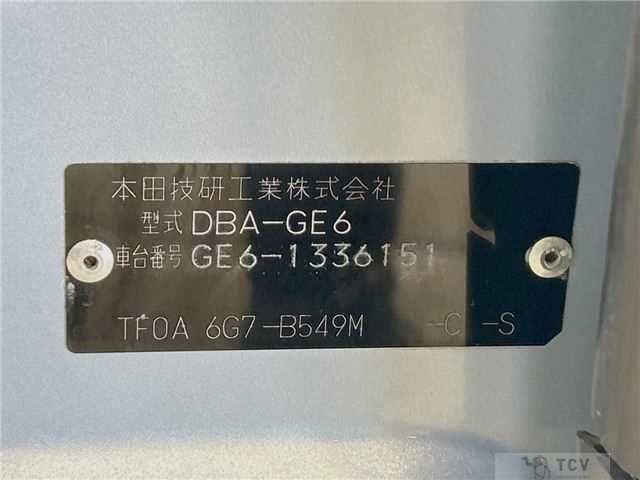 本田技研工業株式会社
型式 DBA-GE6
車台番号 GE6-1336151
TF0A 6G7-B549M -C -S
TCV